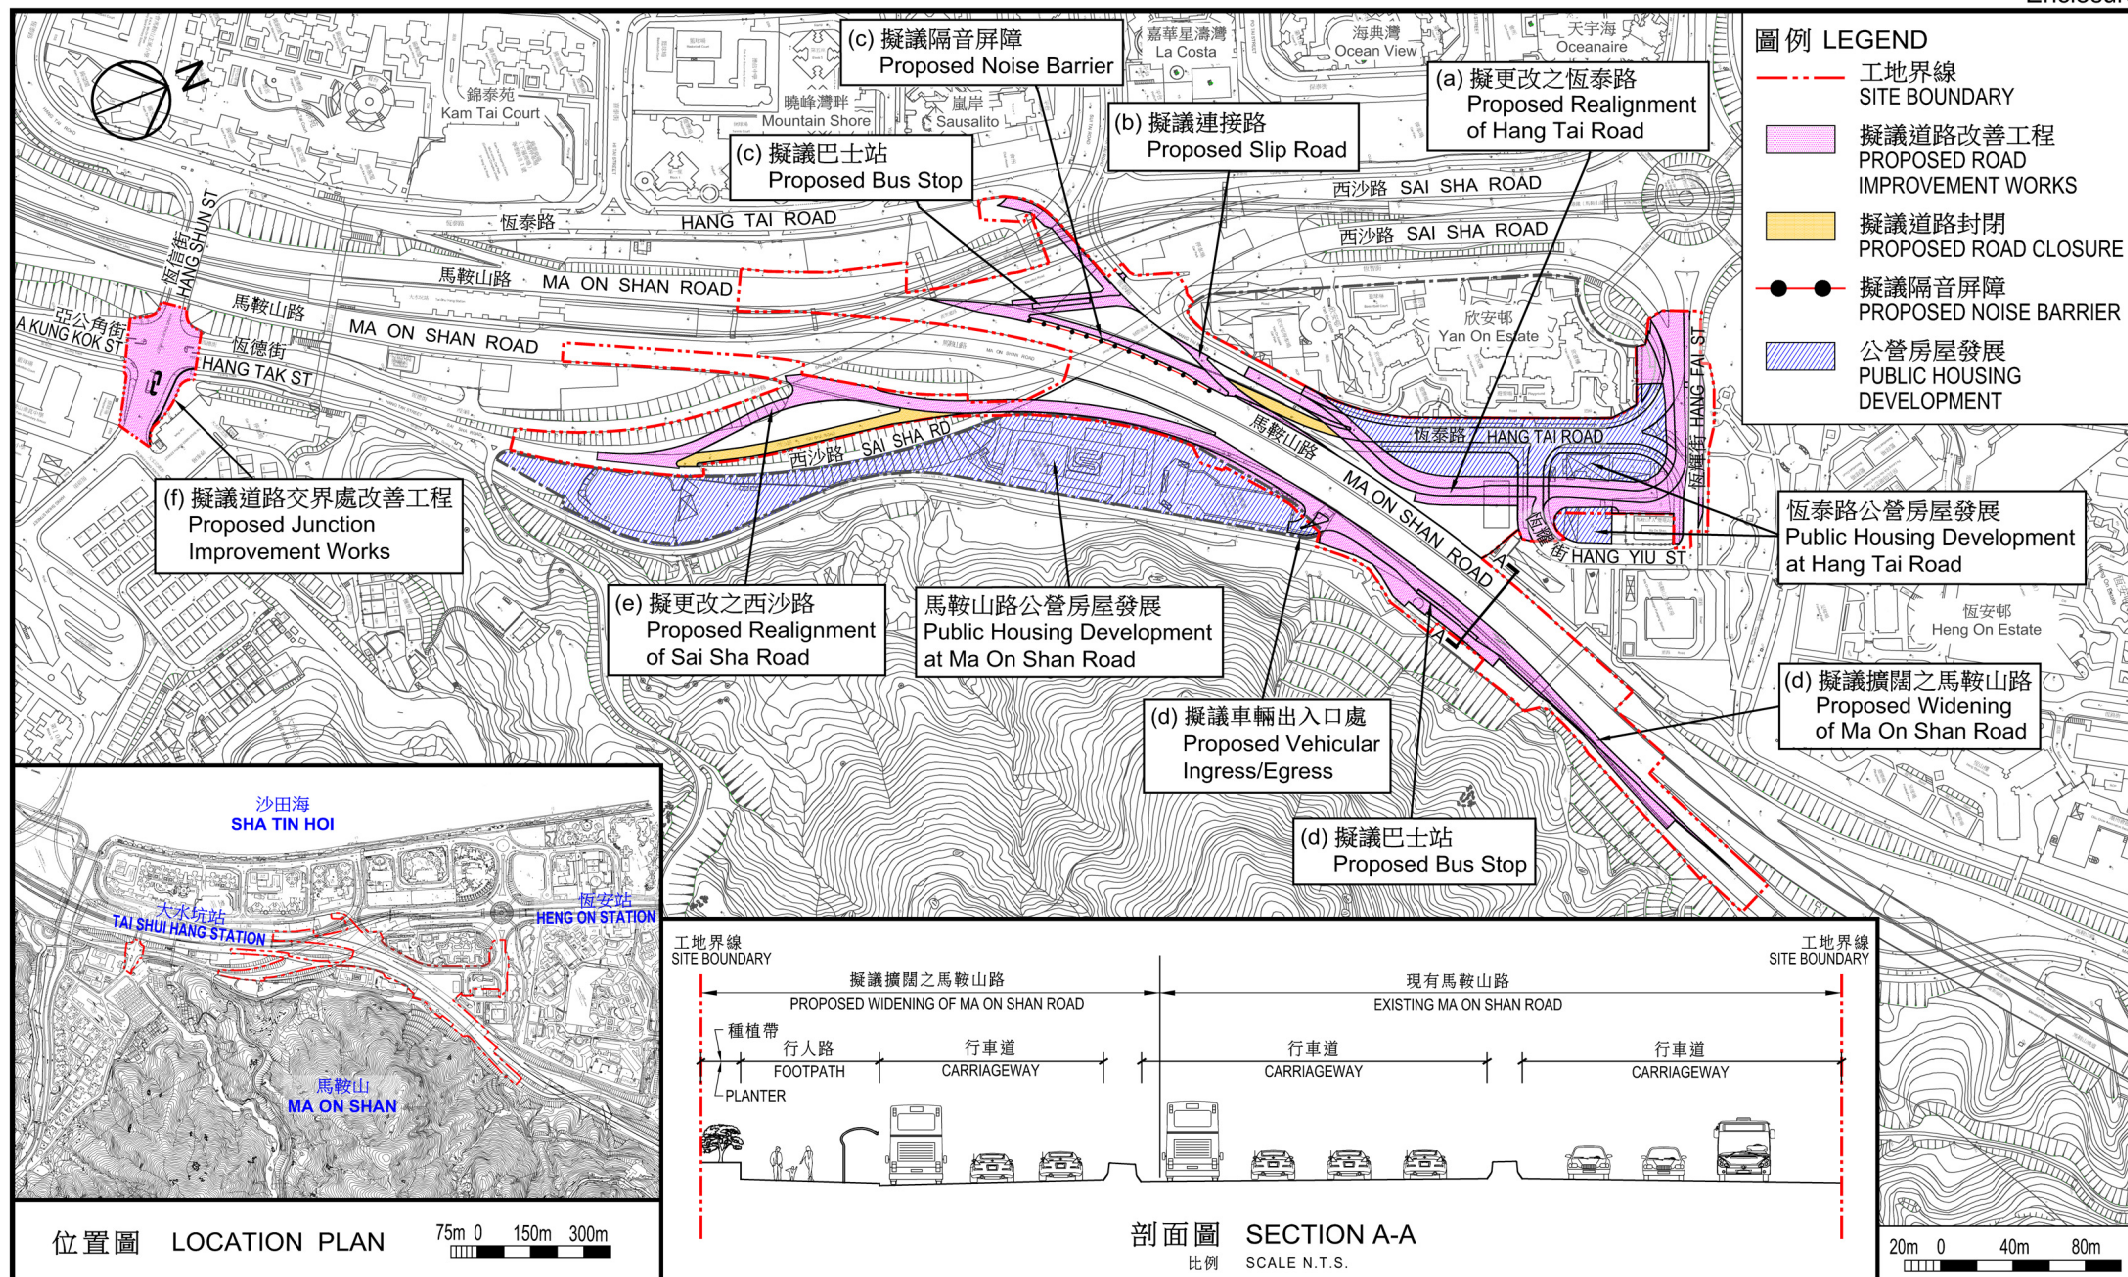 Enclosure
圖例 LEGEND
工地界線
SITE BOUNDARY
擬議道路改善工程
PROPOSED ROAD
IMPROVEMENT WORKS
擬議道路封閉
PROPOSED ROAD CLOSURE
擬議隔音屏障
PROPOSED NOISE BARRIER
公營房屋發展
PUBLIC HOUSING
DEVELOPMENT
N
(c) 擬議隔音屏障
Proposed Noise Barrier
(c) 擬議巴士站
Proposed Bus Stop
(b) 擬議連接路
Proposed Slip Road
(a) 擬更改之恆泰路
Proposed Realignment
of Hang Tai Road
錦泰苑
Kam Tai Court
曉峰灣畔
Mountain Shore
嵐岸
Sausalito
嘉華星濤灣
La Costa
海典灣
Ocean View
天宇海
Oceanaire
西沙路 SAI SHA ROAD
西沙路 SAI SHA ROAD
恆泰路 HANG TAI ROAD
馬鞍山路 MA ON SHAN ROAD
馬鞍山路 MA ON SHAN ROAD
恆信街
HANG SHUN ST
亞公角街
A KUNG KOK ST
恆德街
HANG TAK ST
西沙路 SAI SHA RD
馬鞍山路 MA ON SHAN ROAD
欣安邨
Yan On Estate
恆泰路 HANG TAI ROAD
恆輝街 HANG FAI ST
恆耀街 HANG YIU ST
恆安邨
Heng On Estate
A
A
(f) 擬議道路交界處改善工程
Proposed Junction
Improvement Works
(e) 擬更改之西沙路
Proposed Realignment
of Sai Sha Road
馬鞍山路公營房屋發展
Public Housing Development
at Ma On Shan Road
恆泰路公營房屋發展
Public Housing Development
at Hang Tai Road
(d) 擬議擴闊之馬鞍山路
Proposed Widening
of Ma On Shan Road
(d) 擬議車輛出入口處
Proposed Vehicular
Ingress/Egress
(d) 擬議巴士站
Proposed Bus Stop
沙田海
SHA TIN HOI
大水坑站
TAI SHUI HANG STATION
恆安站
HENG ON STATION
馬鞍山
MA ON SHAN
位置圖 LOCATION PLAN
75m 0 150m 300m
工地界線
SITE BOUNDARY
工地界線
SITE BOUNDARY
擬議擴闊之馬鞍山路
PROPOSED WIDENING OF MA ON SHAN ROAD
現有馬鞍山路
EXISTING MA ON SHAN ROAD
種植帶
PLANTER
行人路
FOOTPATH
行車道
CARRIAGEWAY
行車道
CARRIAGEWAY
行車道
CARRIAGEWAY
剖面圖 SECTION A-A
比例 SCALE N.T.S.
20m 0 40m 80m